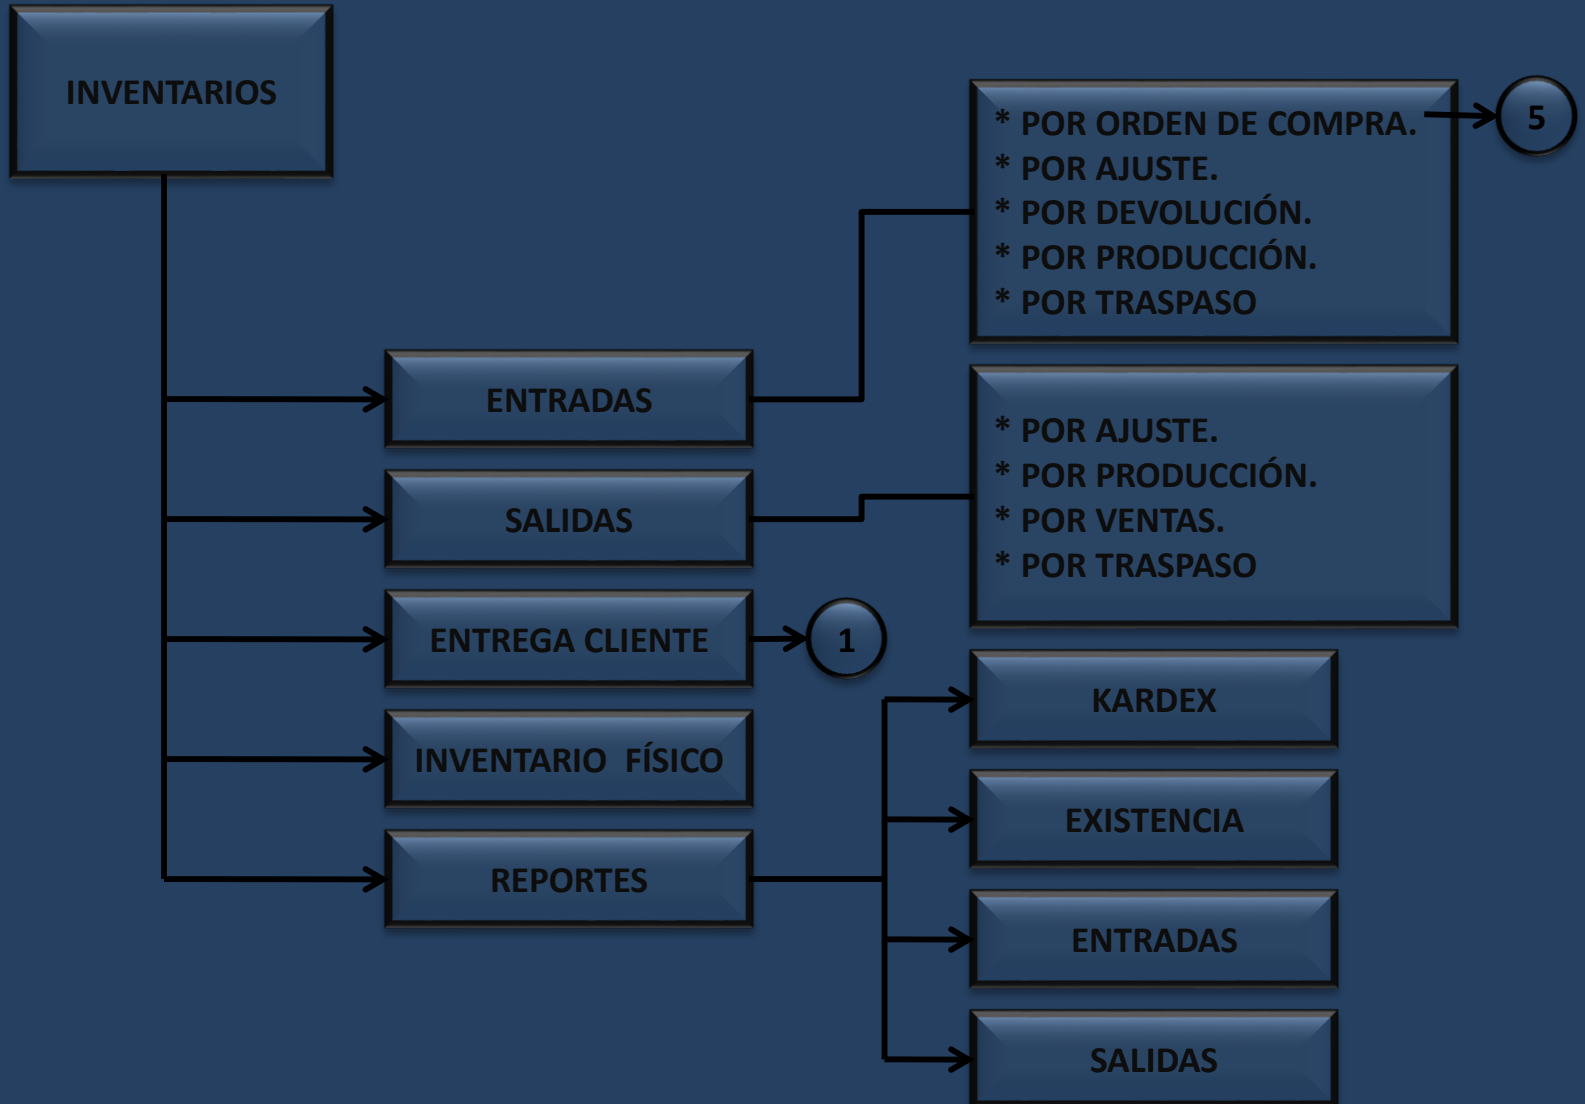 INVENTARIOS
* POR ORDEN DE COMPRA.
5
* POR AJUSTE.
* POR DEVOLUCIÓN.
* POR PRODUCCIÓN.
* POR TRASPASO
ENTRADAS
* POR AJUSTE.
* POR PRODUCCIÓN.
* POR VENTAS.
* POR TRASPASO
SALIDAS
ENTREGA CLIENTE
1
INVENTARIO FÍSICO
REPORTES
KARDEX
EXISTENCIA
ENTRADAS
SALIDAS